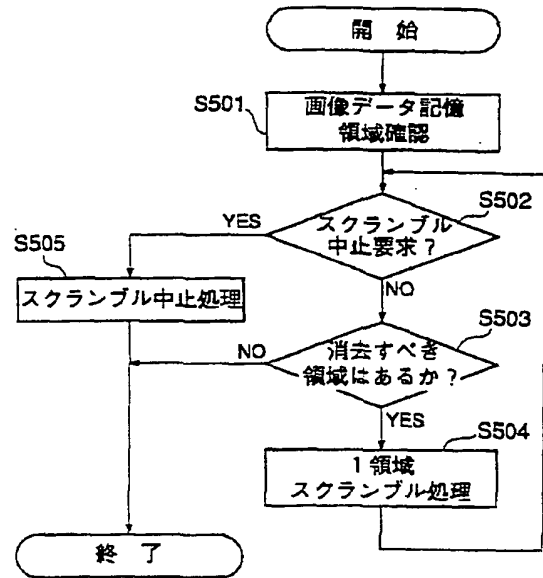 開 始
S501
画像データ記憶
領域確認
S502
スクランブル
中止要求？
YES
NO
S505
スクランブル中止処理
S503
消去すべき
領域はあるか？
NO
YES
S504
1領域
スクランブル処理
終 了